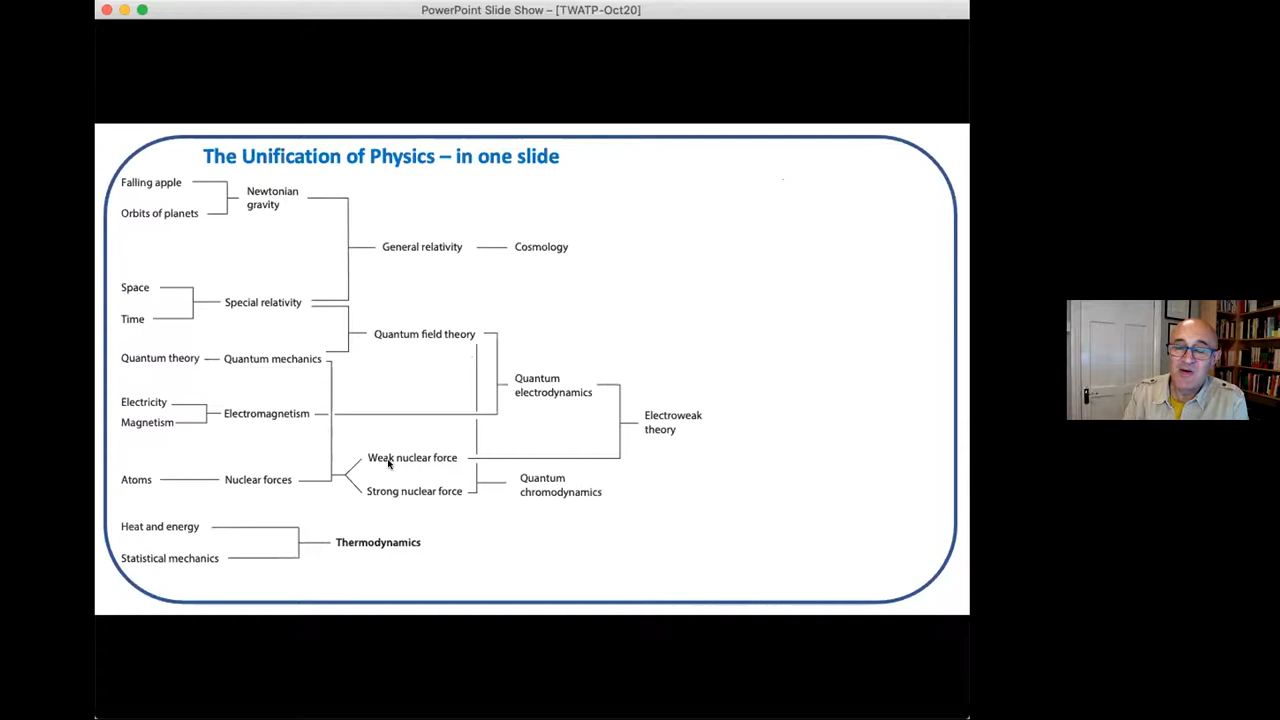 PowerPoint Slide Show – [TWATP-Oct20]
The Unification of Physics – in one slide
Falling apple
Orbits of planets
Newtonian
gravity
General relativity
Cosmology
Space
Time
Special relativity
Quantum field theory
Quantum theory
Quantum mechanics
Quantum
electrodynamics
Electricity
Magnetism
Electromagnetism
Electroweak
theory
Weak nuclear force
Atoms
Nuclear forces
Strong nuclear force
Quantum
chromodynamics
Heat and energy
Statistical mechanics
Thermodynamics